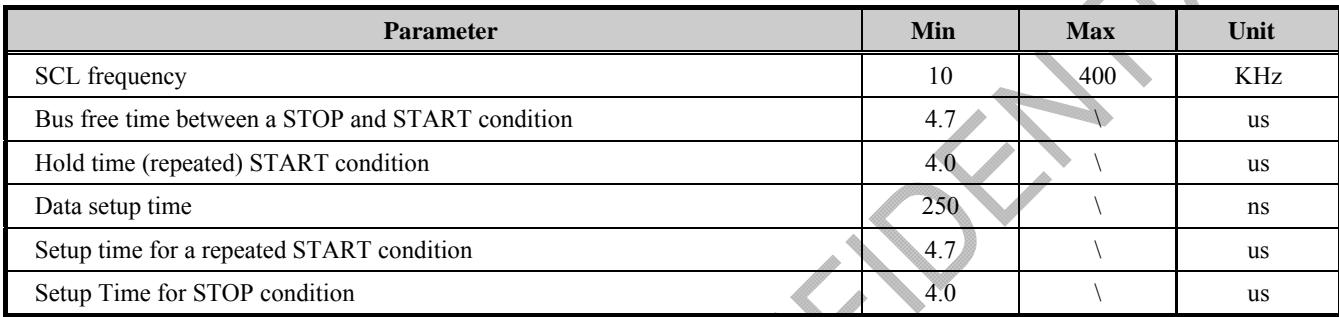 Parameter Min Max Unit
SCL frequency 10 400 KHz
Bus free time between a STOP and START condition 4.7 \ us
Hold time (repeated) START condition 4.0 \ us
Data setup time 250 \ ns
Setup time for a repeated START condition 4.7 \ us
Setup Time for STOP condition 4.0 \ us